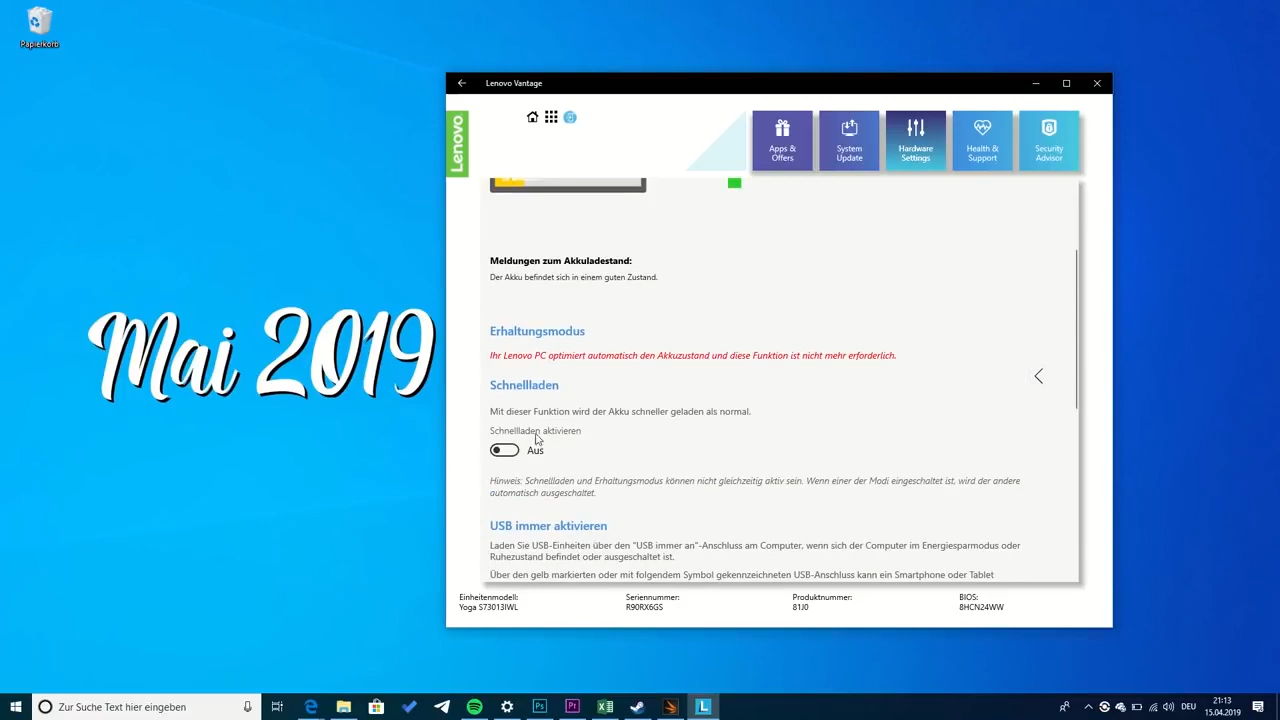 Papierkorb
Mai 2019
Lenovo Vantage
Lenovo
Apps & Offers
System Update
Hardware Settings
Health & Support
Security Advisor
Meldungen zum Akkuladestand:
Der Akku befindet sich in einem guten Zustand.
Erhaltungsmodus
Ihr Lenovo PC optimiert automatisch den Akkuzustand und diese Funktion ist nicht mehr erforderlich.
Schnellladen
Mit dieser Funktion wird der Akku schneller geladen als normal.
Schnellladen aktivieren
Aus
Hinweis: Schnellladen und Erhaltungsmodus können nicht gleichzeitig aktiv sein. Wenn einer der Modi eingeschaltet ist, wird der andere
automatisch ausgeschaltet.
USB immer aktivieren
Laden Sie USB-Einheiten über den "USB immer an"-Anschluss am Computer, wenn sich der Computer im Energiesparmodus oder
Ruhezustand befindet oder ausgeschaltet ist.
Über den gelb markierten oder mit folgendem Symbol gekennzeichneten USB-Anschluss kann ein Smartphone oder Tablet
Einheitenmodell:
Yoga S73013IWL
Seriennummer:
R90RX6GS
Produktnummer:
81J0
BIOS:
8HCN24WW
Zur Suche Text hier eingeben
DEU
21:13
15.04.2019